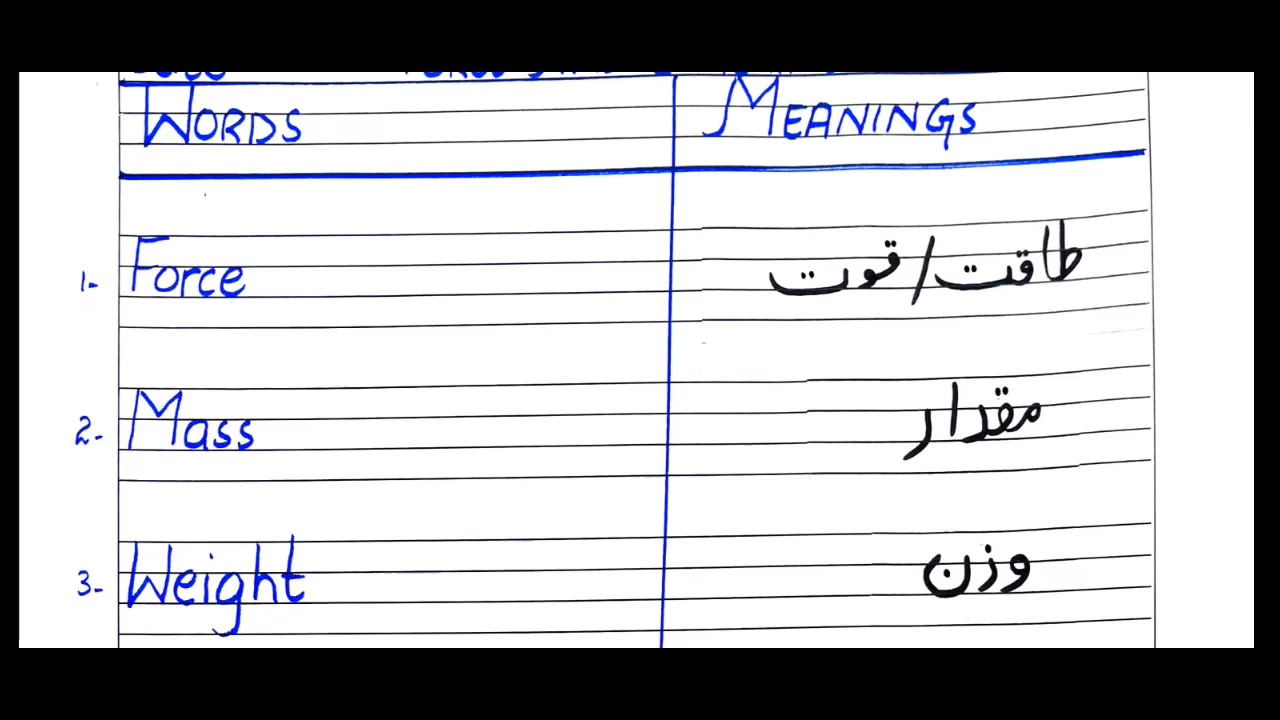 WORDS MEANINGS
1- Force طاقت/قوت
2- Mass مقدار
3- Weight وزن